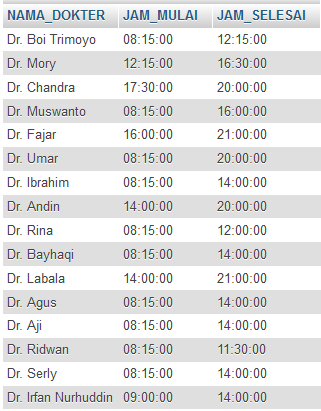 NAMA_DOKTER JAM_MULAI JAM_SELESAI
Dr. Boi Trimoyo 08:15:00 12:15:00
Dr. Mory 12:15:00 16:30:00
Dr. Chandra 17:30:00 20:00:00
Dr. Muswanto 08:15:00 16:00:00
Dr. Fajar 16:00:00 21:00:00
Dr. Umar 08:15:00 20:00:00
Dr. Ibrahim 08:15:00 14:00:00
Dr. Andin 14:00:00 20:00:00
Dr. Rina 08:15:00 12:00:00
Dr. Bayhaqi 08:15:00 14:00:00
Dr. Labala 14:00:00 21:00:00
Dr. Agus 08:15:00 14:00:00
Dr. Aji 08:15:00 14:00:00
Dr. Ridwan 08:15:00 11:30:00
Dr. Serly 08:15:00 14:00:00
Dr. Irfan Nurhuddin 09:00:00 14:00:00